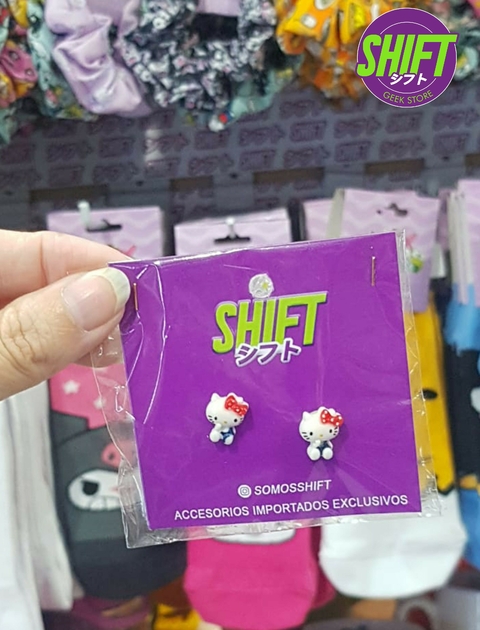 SHIFT
シフト
GEEK STORE
SHIFT
シフト
SOMOSSHIFT
ACCESORIOS IMPORTADOS EXCLUSIVOS